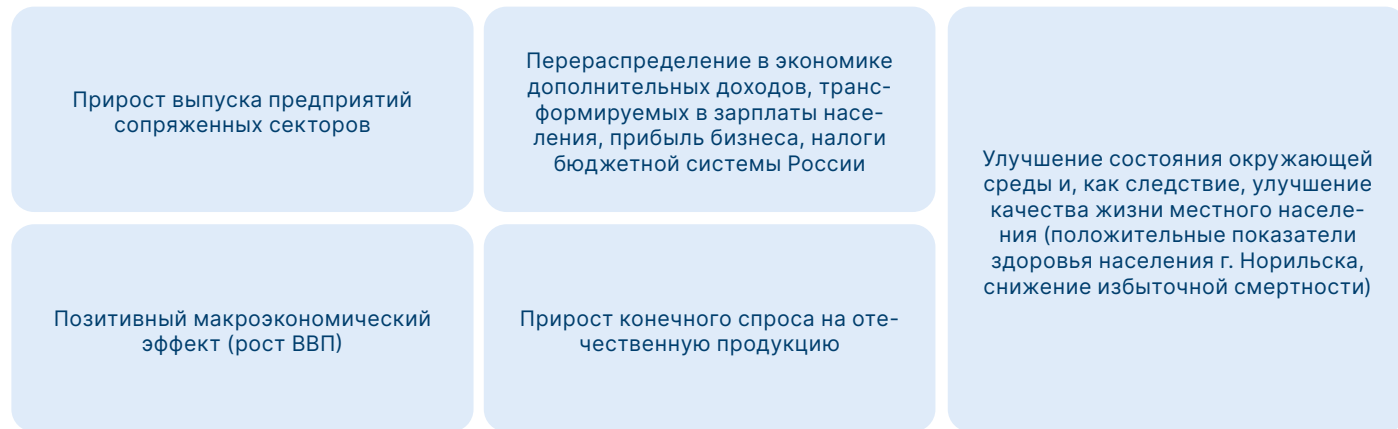 Прирост выпуска предприятий
сопряженных секторов
Перераспределение в экономике
дополнительных доходов, транс-
формируемых в зарплаты насе-
ления, прибыль бизнеса, налоги
бюджетной системы России
Улучшение состояния окружающей
среды и, как следствие, улучшение
качества жизни местного населе-
ния (положительные показатели
здоровья населения г. Норильска,
снижение избыточной смертности)
Позитивный макроэкономический
эффект (рост ВВП)
Прирост конечного спроса на оте-
чественную продукцию